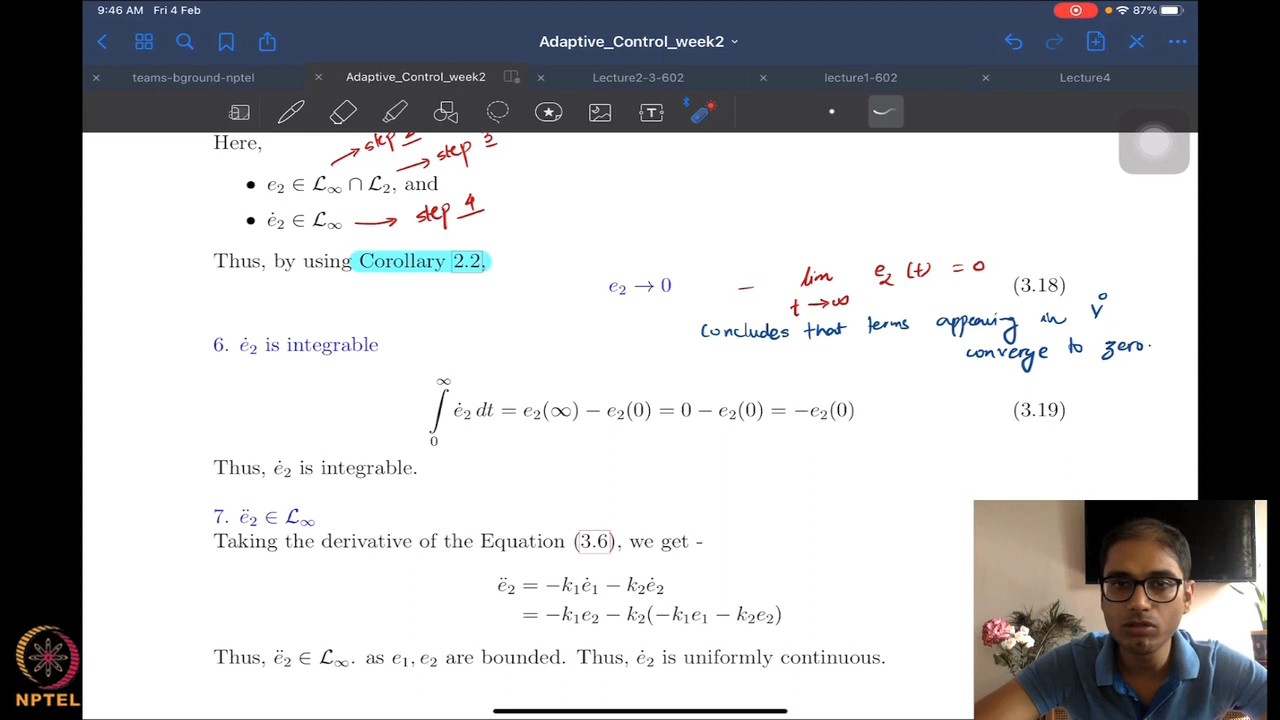 9:46 AM Fri 4 Feb 87%
Adaptive_Control_week2
teams-bground-nptel Adaptive_Control_week2 Lecture2-3-602 lecture1-602 Lecture4
Here,
→ step 2
→ step 3
• e₂ ∈ ℒ∞ ∩ ℒ₂, and
• ė₂ ∈ ℒ∞ → step 4
Thus, by using Corollary 2.2,
e₂ → 0 – lim t→∞ e₂(t) = 0 (3.18)
concludes that terms appearing in V̇
converge to zero.
6. ė₂ is integrable
∫₀^∞ ė₂ dt = e₂(∞) − e₂(0) = 0 − e₂(0) = −e₂(0) (3.19)
Thus, ė₂ is integrable.
7. ë₂ ∈ ℒ∞
Taking the derivative of the Equation (3.6), we get -
ë₂ = −k₁ė₁ − k₂ė₂
= −k₁e₂ − k₂(−k₁e₁ − k₂e₂)
Thus, ë₂ ∈ ℒ∞. as e₁, e₂ are bounded. Thus, ė₂ is uniformly continuous.
NPTEL